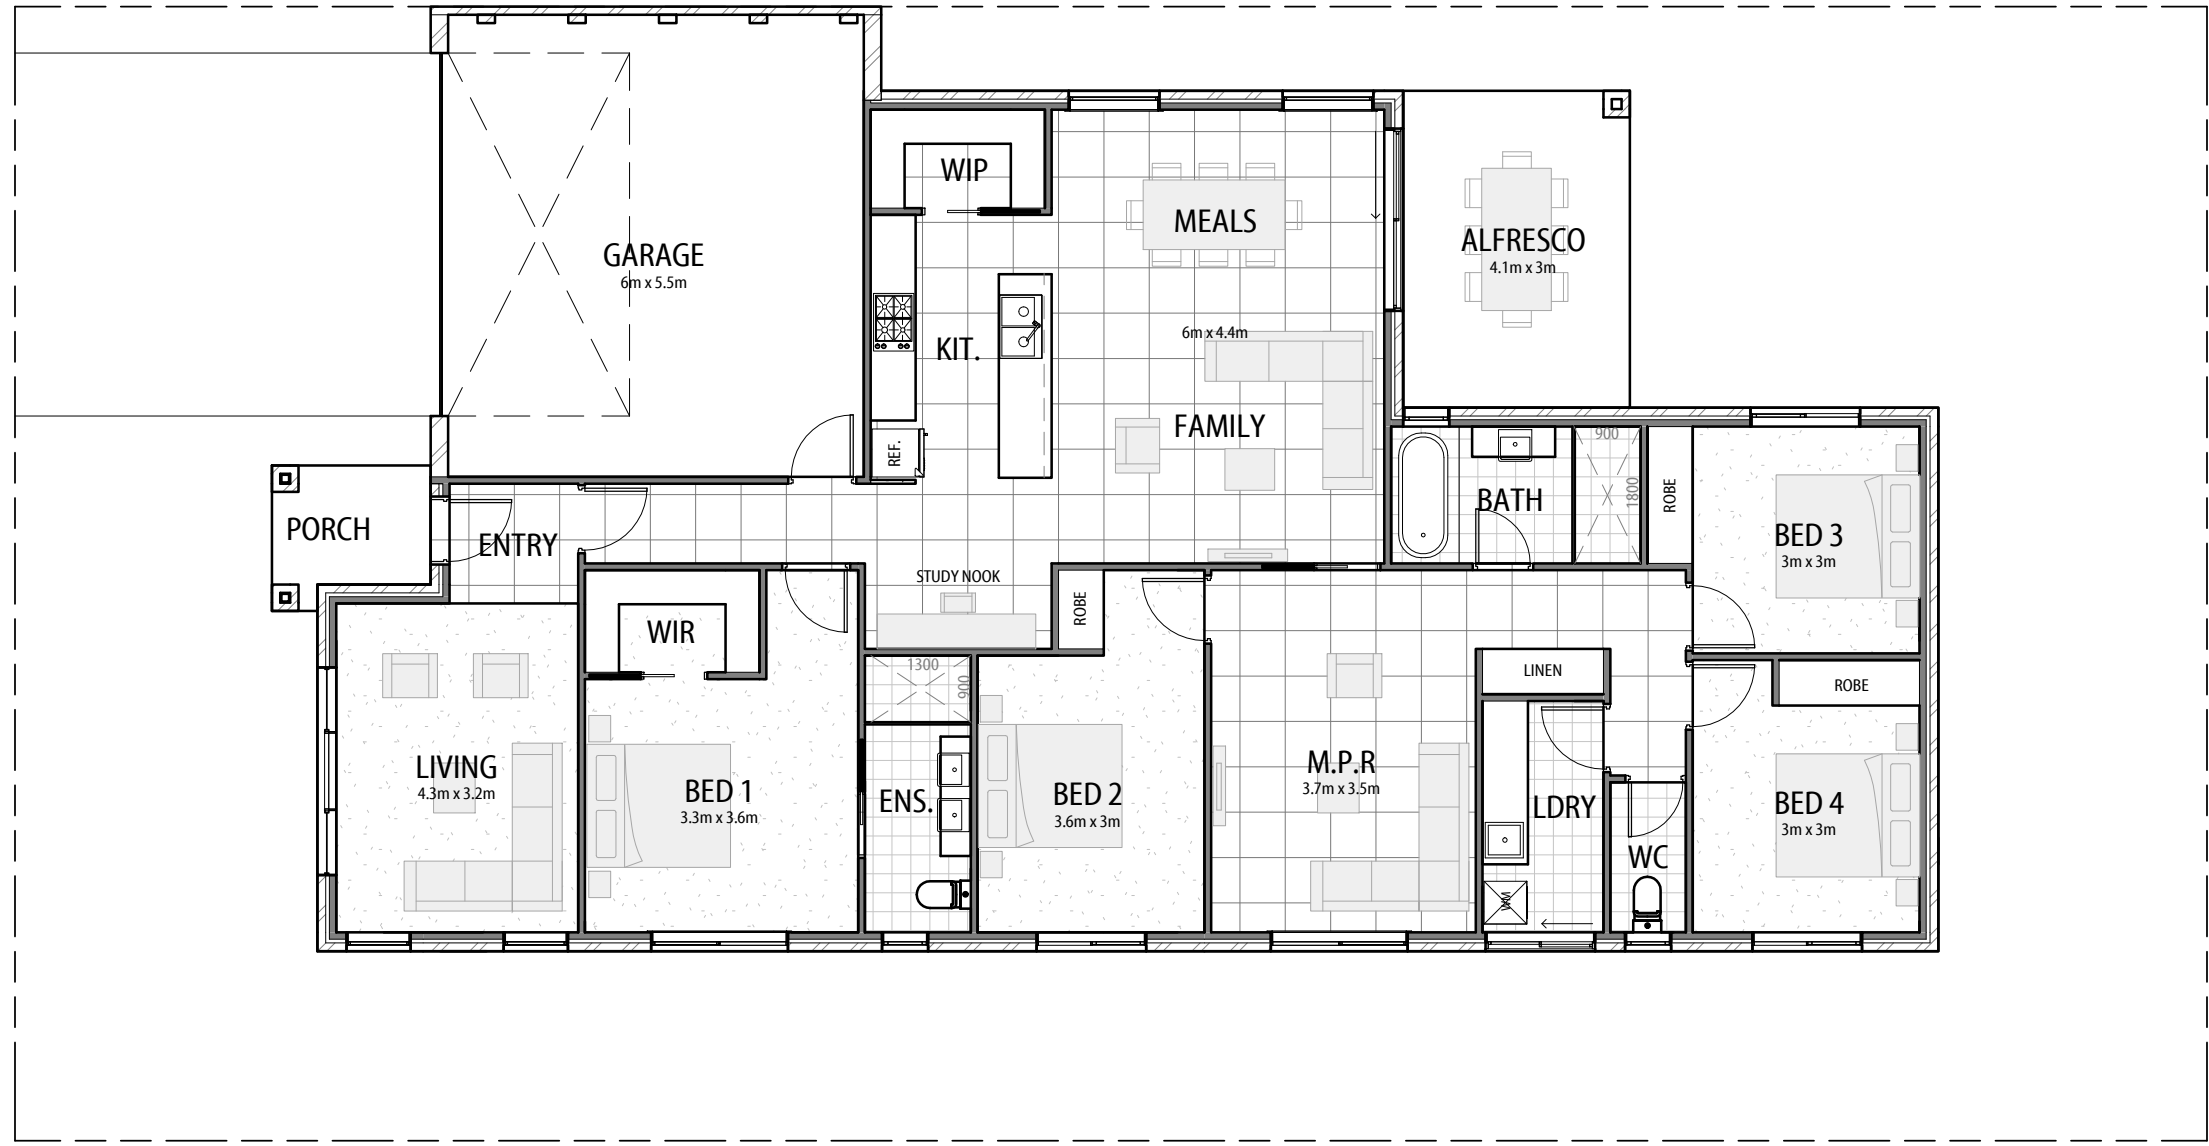 WIP
MEALS
GARAGE
6m x 5.5m
ALFRESCO
4.1m x 3m
6m x 4.4m
KIT.
FAMILY
REF.
900
1800
BATH
ROBE
PORCH
ENTRY
BED 3
3m x 3m
STUDY NOOK
ROBE
WIR
1300
900
LINEN
ROBE
LIVING
4.3m x 3.2m
BED 1
3.3m x 3.6m
ENS.
BED 2
3.6m x 3m
M.P.R
3.7m x 3.5m
LDRY
BED 4
3m x 3m
WC
WM